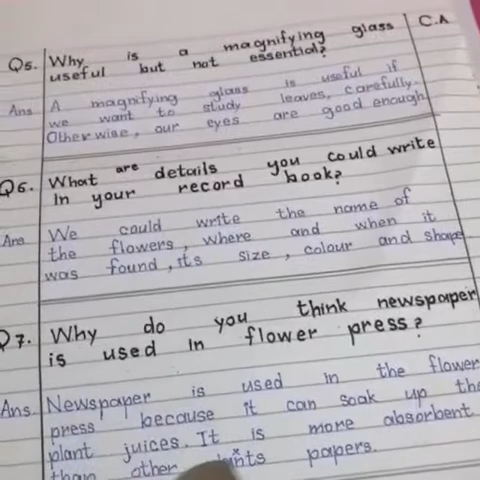 Q5. Why is a magnifying glass C.A
useful but not essential?
Ans A magnifying glass is useful if
we want to study leaves, carefully.
Otherwise, our eyes are good enough
Q6. What are details you could write
in your record book?
Ans We could write the name of
the flowers, where and when it
was found, its size, colour and shape
Q7. Why do you think newspaper
is used in flower press?
Ans. Newspaper is used in the flower
press because it can soak up the
plant juices. It is more absorbent
than other papers.